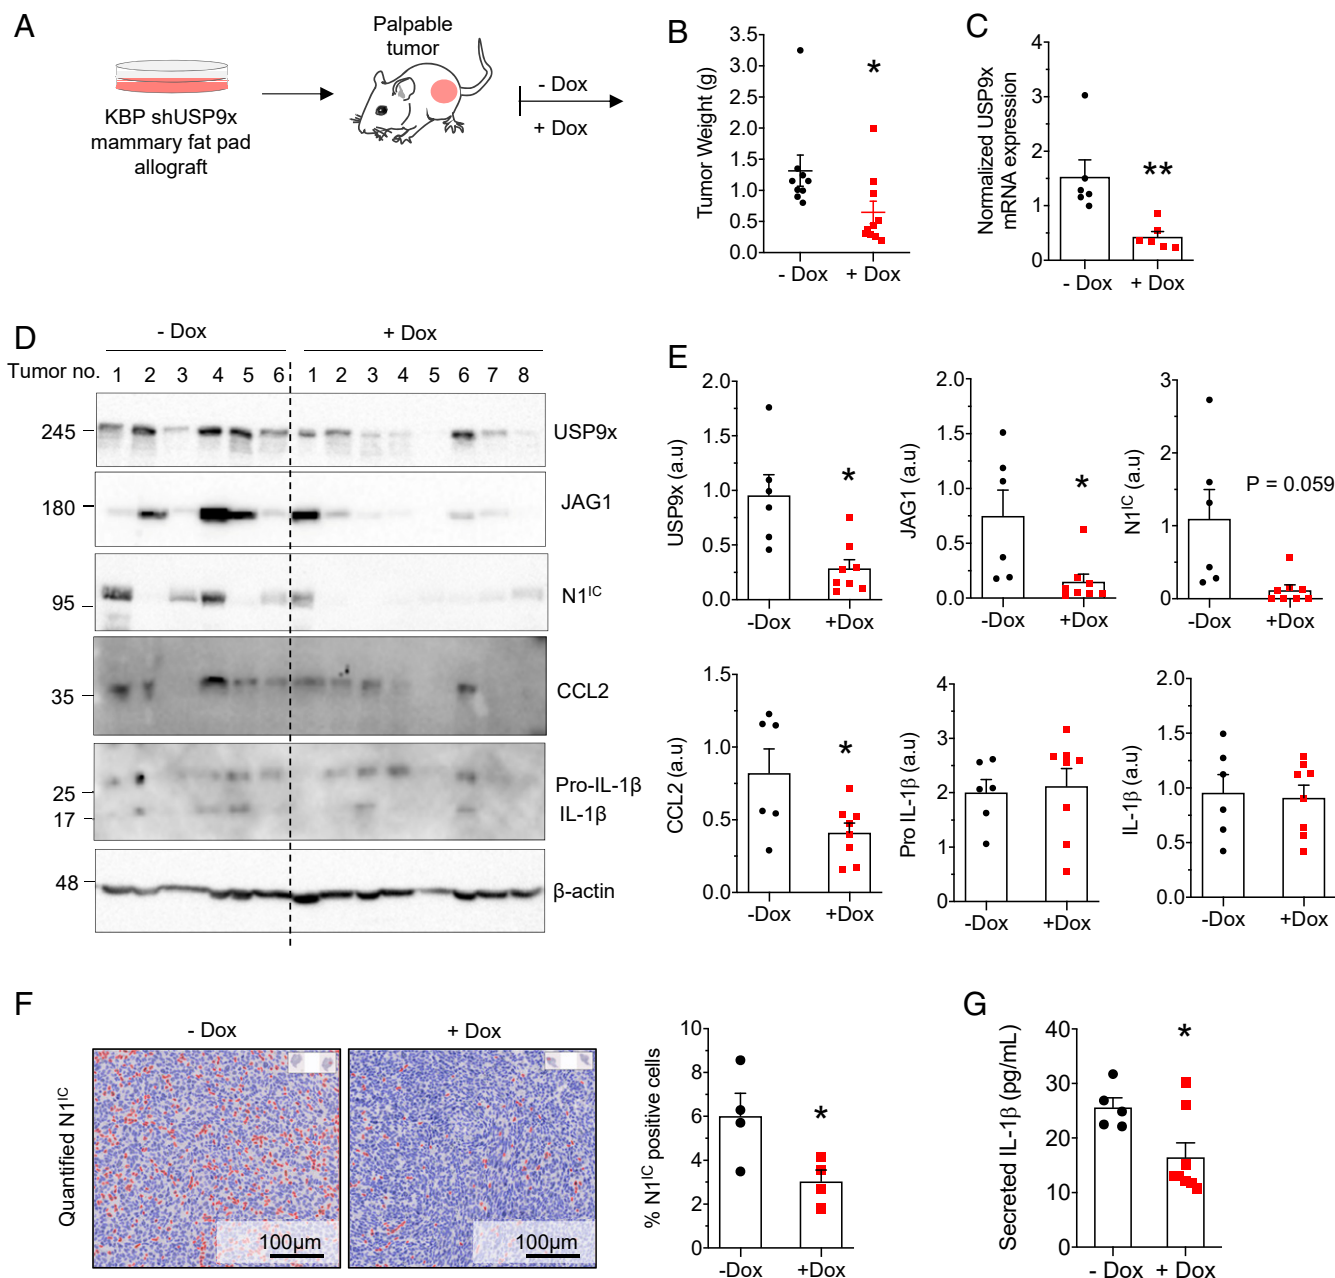 A
Palpable
tumor
KBP shUSP9x
mammary fat pad
allograft
- Dox
+ Dox
B
Tumor Weight (g)
3.5
3.0
2.5
2.0
1.5
1.0
0.5
0.0
*
- Dox
+ Dox
C
Normalized USP9x
mRNA expression
4
3
2
1
0
**
- Dox
+ Dox
D
- Dox
+ Dox
Tumor no.
1 2 3 4 5 6 1 2 3 4 5 6 7 8
245
USP9x
180
JAG1
95
N1IC
35
CCL2
25
17
Pro-IL-1β
IL-1β
48
β-actin
E
USP9x (a.u)
2.0
1.5
1.0
0.5
0.0
*
-Dox
+Dox
JAG1 (a.u)
2.0
1.5
1.0
0.5
0.0
*
-Dox
+Dox
N1IC (a.u)
3
2
1
0
P = 0.059
-Dox
+Dox
CCL2 (a.u)
1.5
1.0
0.5
0.0
*
-Dox
+Dox
Pro IL-1β (a.u)
4
3
2
1
0
-Dox
+Dox
IL-1β (a.u)
2.0
1.5
1.0
0.5
0.0
-Dox
+Dox
F
Quantified N1IC
- Dox
+ Dox
100μm
100μm
% N1IC positive cells
10
8
6
4
2
0
*
-Dox
+Dox
G
Secreted IL-1β (pg/mL)
40
30
20
10
0
*
- Dox
+ Dox